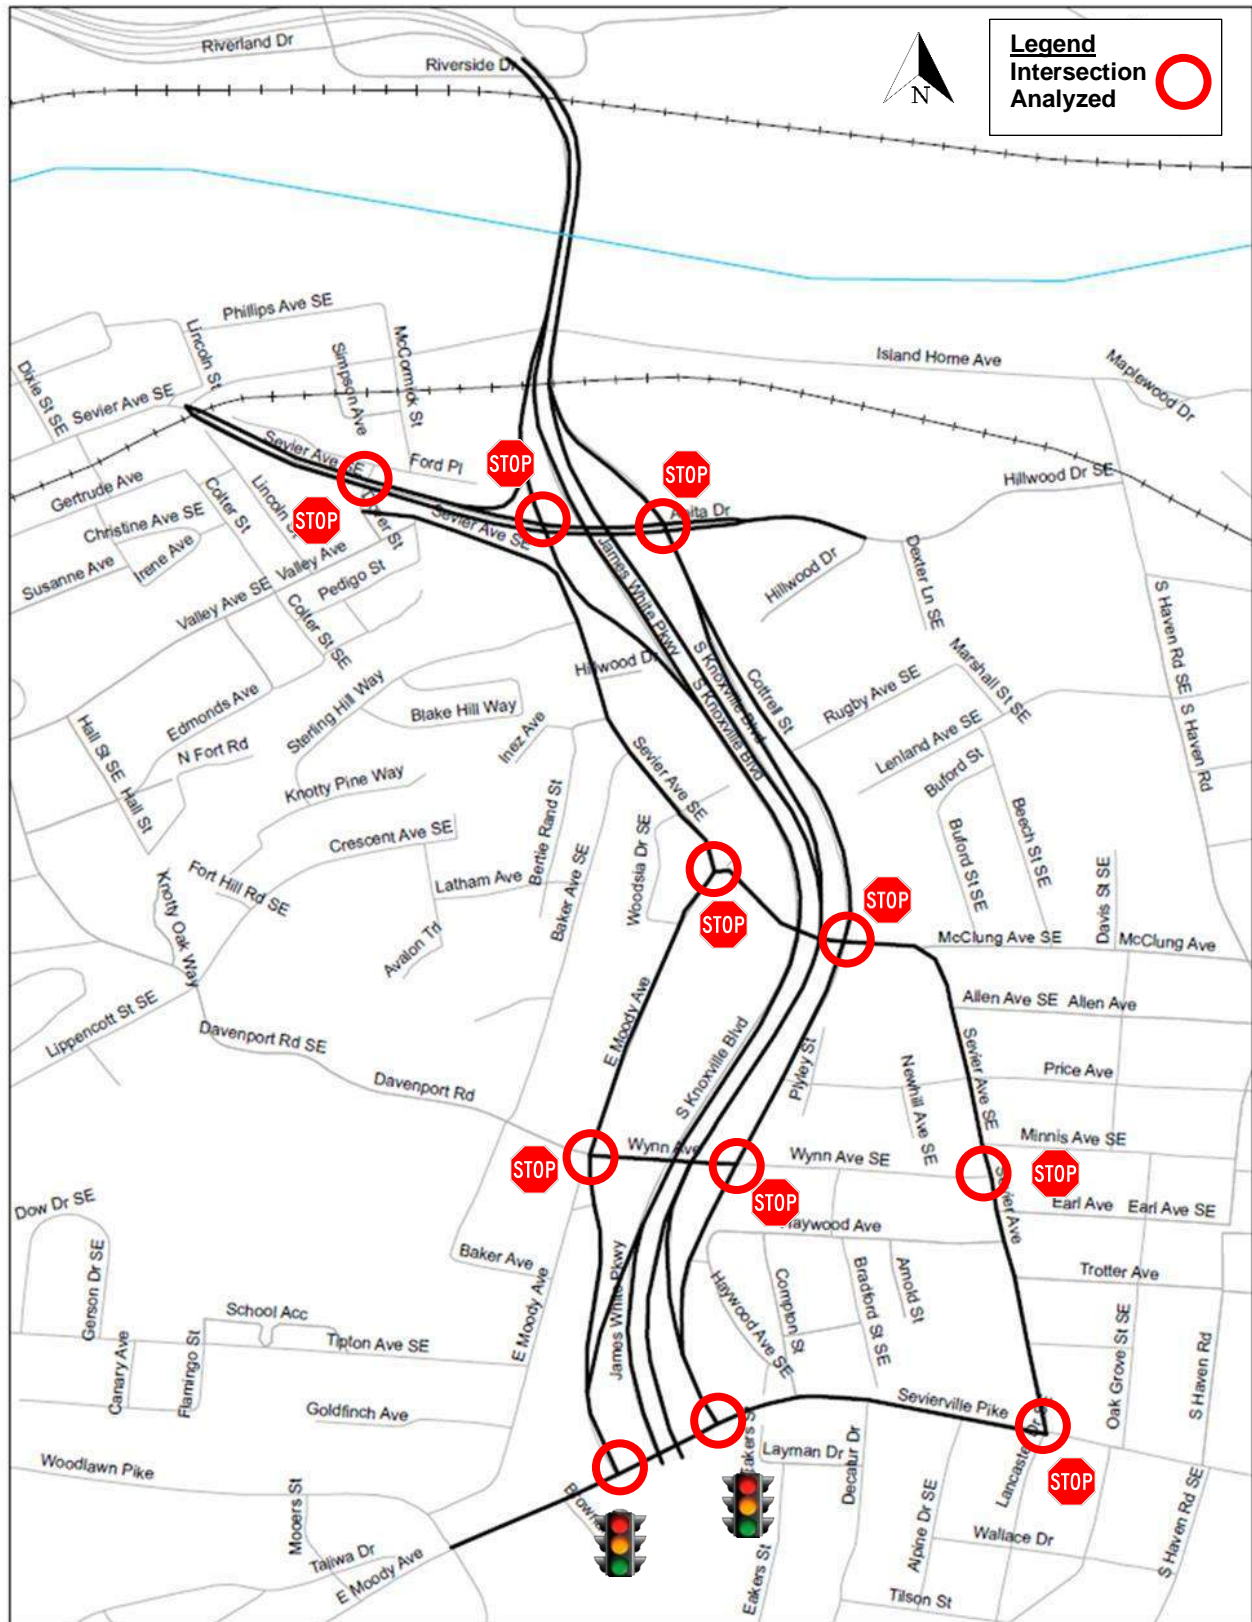 Riverland Dr
Riverside Dr
N
Legend
Intersection
Analyzed
Phillips Ave SE
Lincoln St
Simpson Ave
McCormick St
Island Home Ave
Maplewood Dr
Dixie St SE
Sevier Ave SE
Sevier Ave SE
Ford Pl
STOP
STOP
Hillwood Dr SE
Gertrude Ave
Colter St
Lincoln St
STOP
Sevier Ave SE
Anita Dr
Christine Ave SE
Irene Ave
Valley Ave
Susanne Ave
Pedigo St
Valley Ave SE
Colter St SE
James White Pkwy
Hillwood Dr
Dexter Ln SE
S Haven Rd SE
Hillwood Dr
S Knoxville Blvd
S Knoxville Blvd
Cottrell St
Marshall St SE
Rugby Ave SE
Edmonds Ave
Sterling Hill Way
Blake Hill Way
Inez Ave
Hall St SE
N Fort Rd
Sevier Ave SE
Lenland Ave SE
S Haven Rd
Buford St
Knotty Pine Way
Hall St
Bertie Rand St
Crescent Ave SE
Woodsia Dr SE
Beech St SE
Buford St SE
Fort Hill Rd SE
Latham Ave
Baker Ave SE
Davis St SE
Knotty Oak Way
STOP
STOP
McClung Ave SE
McClung Ave
Avalon Trl
Allen Ave SE
Allen Ave
Lippencott St SE
Davenport Rd SE
E Moody Ave
S Knoxville Blvd
Plyley St
Sevier Ave SE
Newhill Ave SE
Price Ave
Davenport Rd
Minnis Ave SE
Wynn Ave
Wynn Ave SE
STOP
STOP
STOP
Sevier Ave
Earl Ave
Earl Ave SE
Dow Dr SE
Haywood Ave
Baker Ave
Gerson Dr SE
James White Pkwy
Haywood Ave SE
Compton St
Bradford St SE
Arnold St
Trotter Ave
School Acc
E Moody Ave
Tipton Ave SE
Canary Ave
Flamingo St
Oak Grove St SE
S Haven Rd
Goldfinch Ave
Sevierville Pike
Layman Dr
Decatur Dr
Woodlawn Pike
STOP
Mooers St
Alpine Dr SE
S Haven Rd SE
Wallace Dr
Taliwa Dr
E Moody Ave
Eakers St
Tilson St